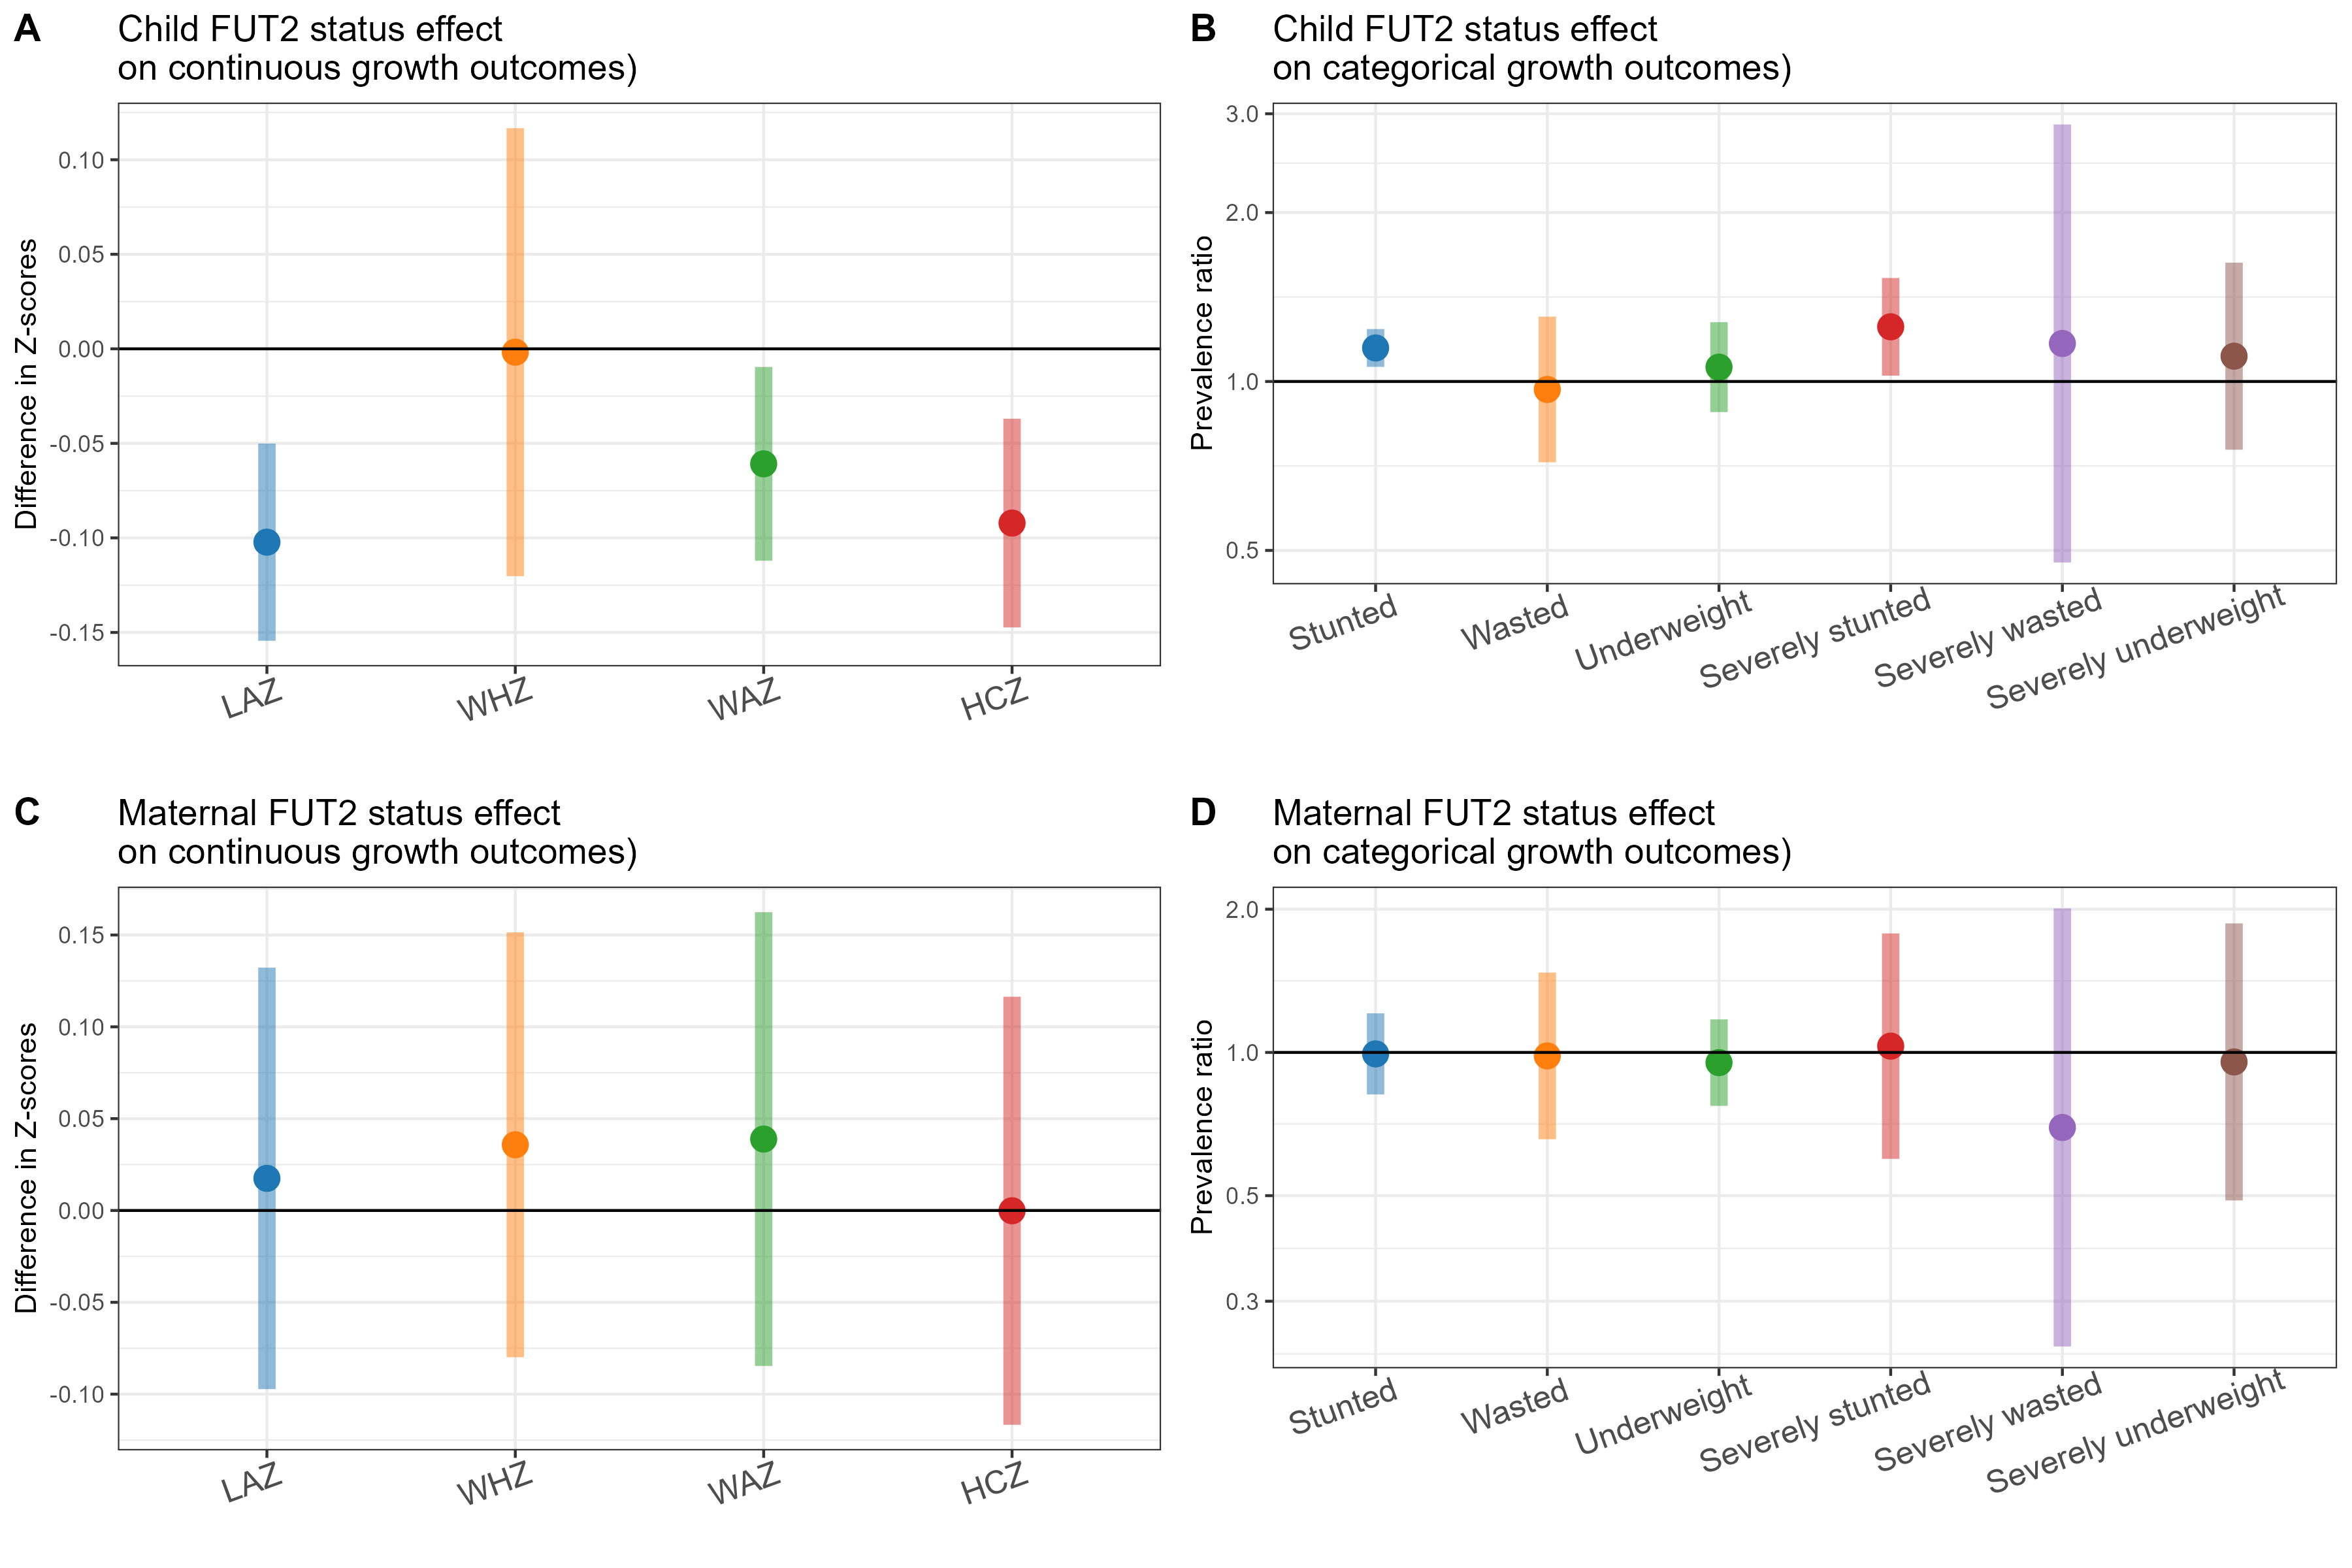 A
Child FUT2 status effect
on continuous growth outcomes)
Difference in Z-scores
0.10
0.05
0.00
-0.05
-0.10
-0.15
LAZ
WHZ
WAZ
HCZ
B
Child FUT2 status effect
on categorical growth outcomes)
Prevalence ratio
3.0
2.0
1.0
0.5
Stunted
Wasted
Underweight
Severely stunted
Severely wasted
Severely underweight
C
Maternal FUT2 status effect
on continuous growth outcomes)
Difference in Z-scores
0.15
0.10
0.05
0.00
-0.05
-0.10
LAZ
WHZ
WAZ
HCZ
D
Maternal FUT2 status effect
on categorical growth outcomes)
Prevalence ratio
2.0
1.0
0.5
0.3
Stunted
Wasted
Underweight
Severely stunted
Severely wasted
Severely underweight